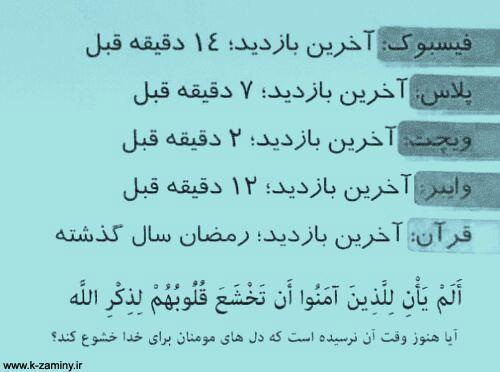 فیسبوک: آخرین بازدید؛ ۱۴ دقیقه قبل
پلاس: آخرین بازدید؛ ۷ دقیقه قبل
ویچت: آخرین بازدید؛ ۲ دقیقه قبل
وایبر: آخرین بازدید؛ ۱۲ دقیقه قبل
قرآن: آخرین بازدید؛ رمضان سال گذشته
أَلَمْ يَأْنِ لِلَّذِينَ آمَنُوا أَن تَخْشَعَ قُلُوبُهُمْ لِذِكْرِ اللَّه
آیا هنوز وقت آن نرسیده است که دل های مومنان برای خدا خشوع کند؟
www.k-zaminy.ir